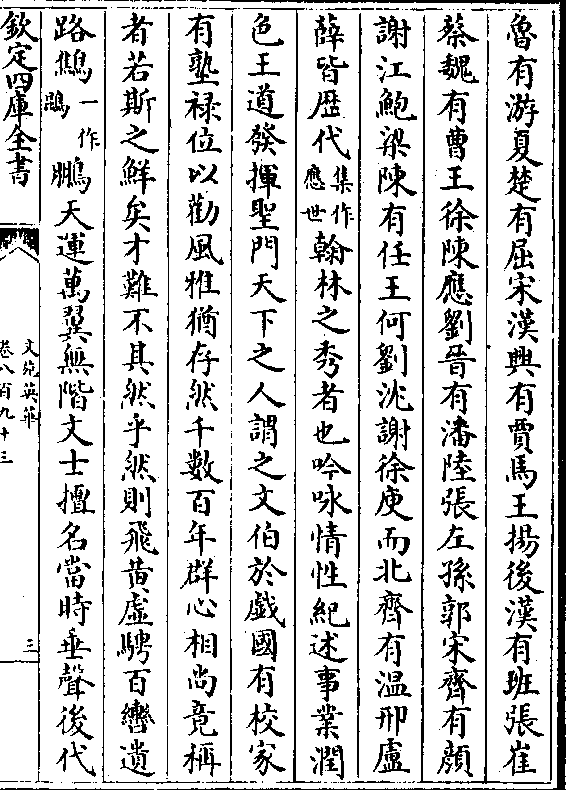 魯有游夏楚有屈宋漢興有賈馬王揚後漢有班張崔
蔡魏有曹王徐陳應劉晉有潘陸張左孫郭宋齊有顔
謝江鮑梁陳有任王何劉沈謝徐庾而北齊有温邢盧
薛皆歴代集作應世翰林之秀者也吟咏情性紀述事業潤
色王道發揮聖門天下之人謂之文伯於戲國有校家
有塾禄位以勸風雅猶存然千數百年群心相尚竟稱
者若斯之鮮矣才難不其然乎然則飛黄虚騁百轡遺
路鷦一作鵾鵬天運萬翼無階文士擅名當時垂聲後代
欽定四庫全書
文苑英華
卷八百九十三
三